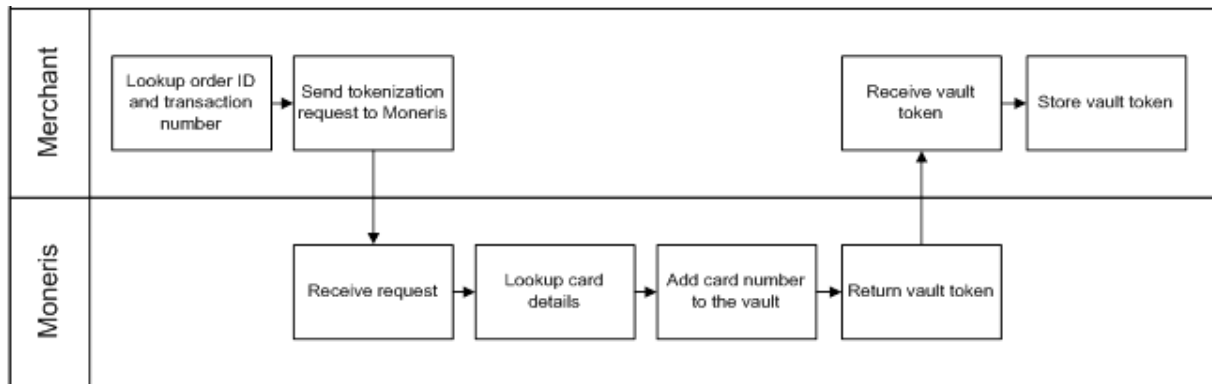 Merchant
Lookup order ID
and transaction
number
Send tokenization
request to Moneris
Receive vault
token
Store vault token
Moneris
Receive request
Lookup card
details
Add card number
to the vault
Return vault token